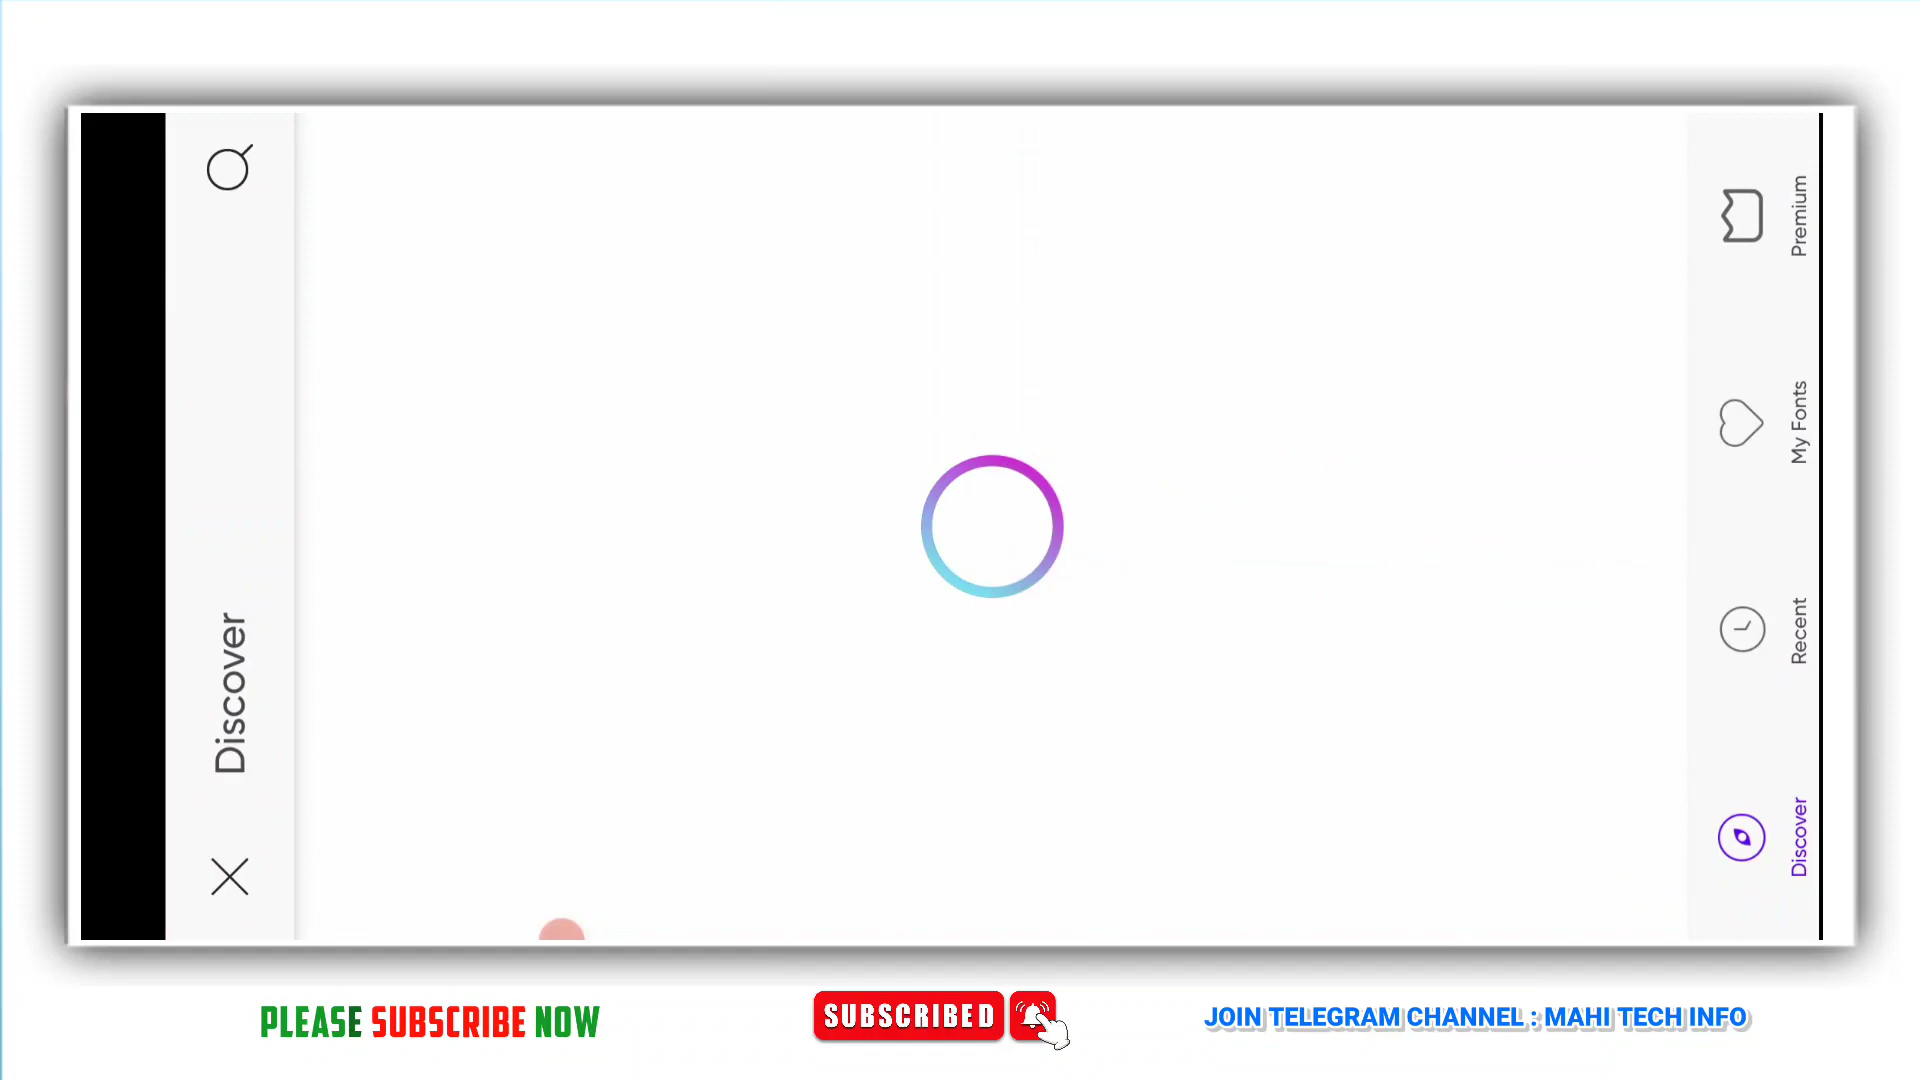 Discover
Premium
My Fonts
Recent
Discover
PLEASE SUBSCRIBE NOW
SUBSCRIBED
JOIN TELEGRAM CHANNEL : MAHI TECH INFO